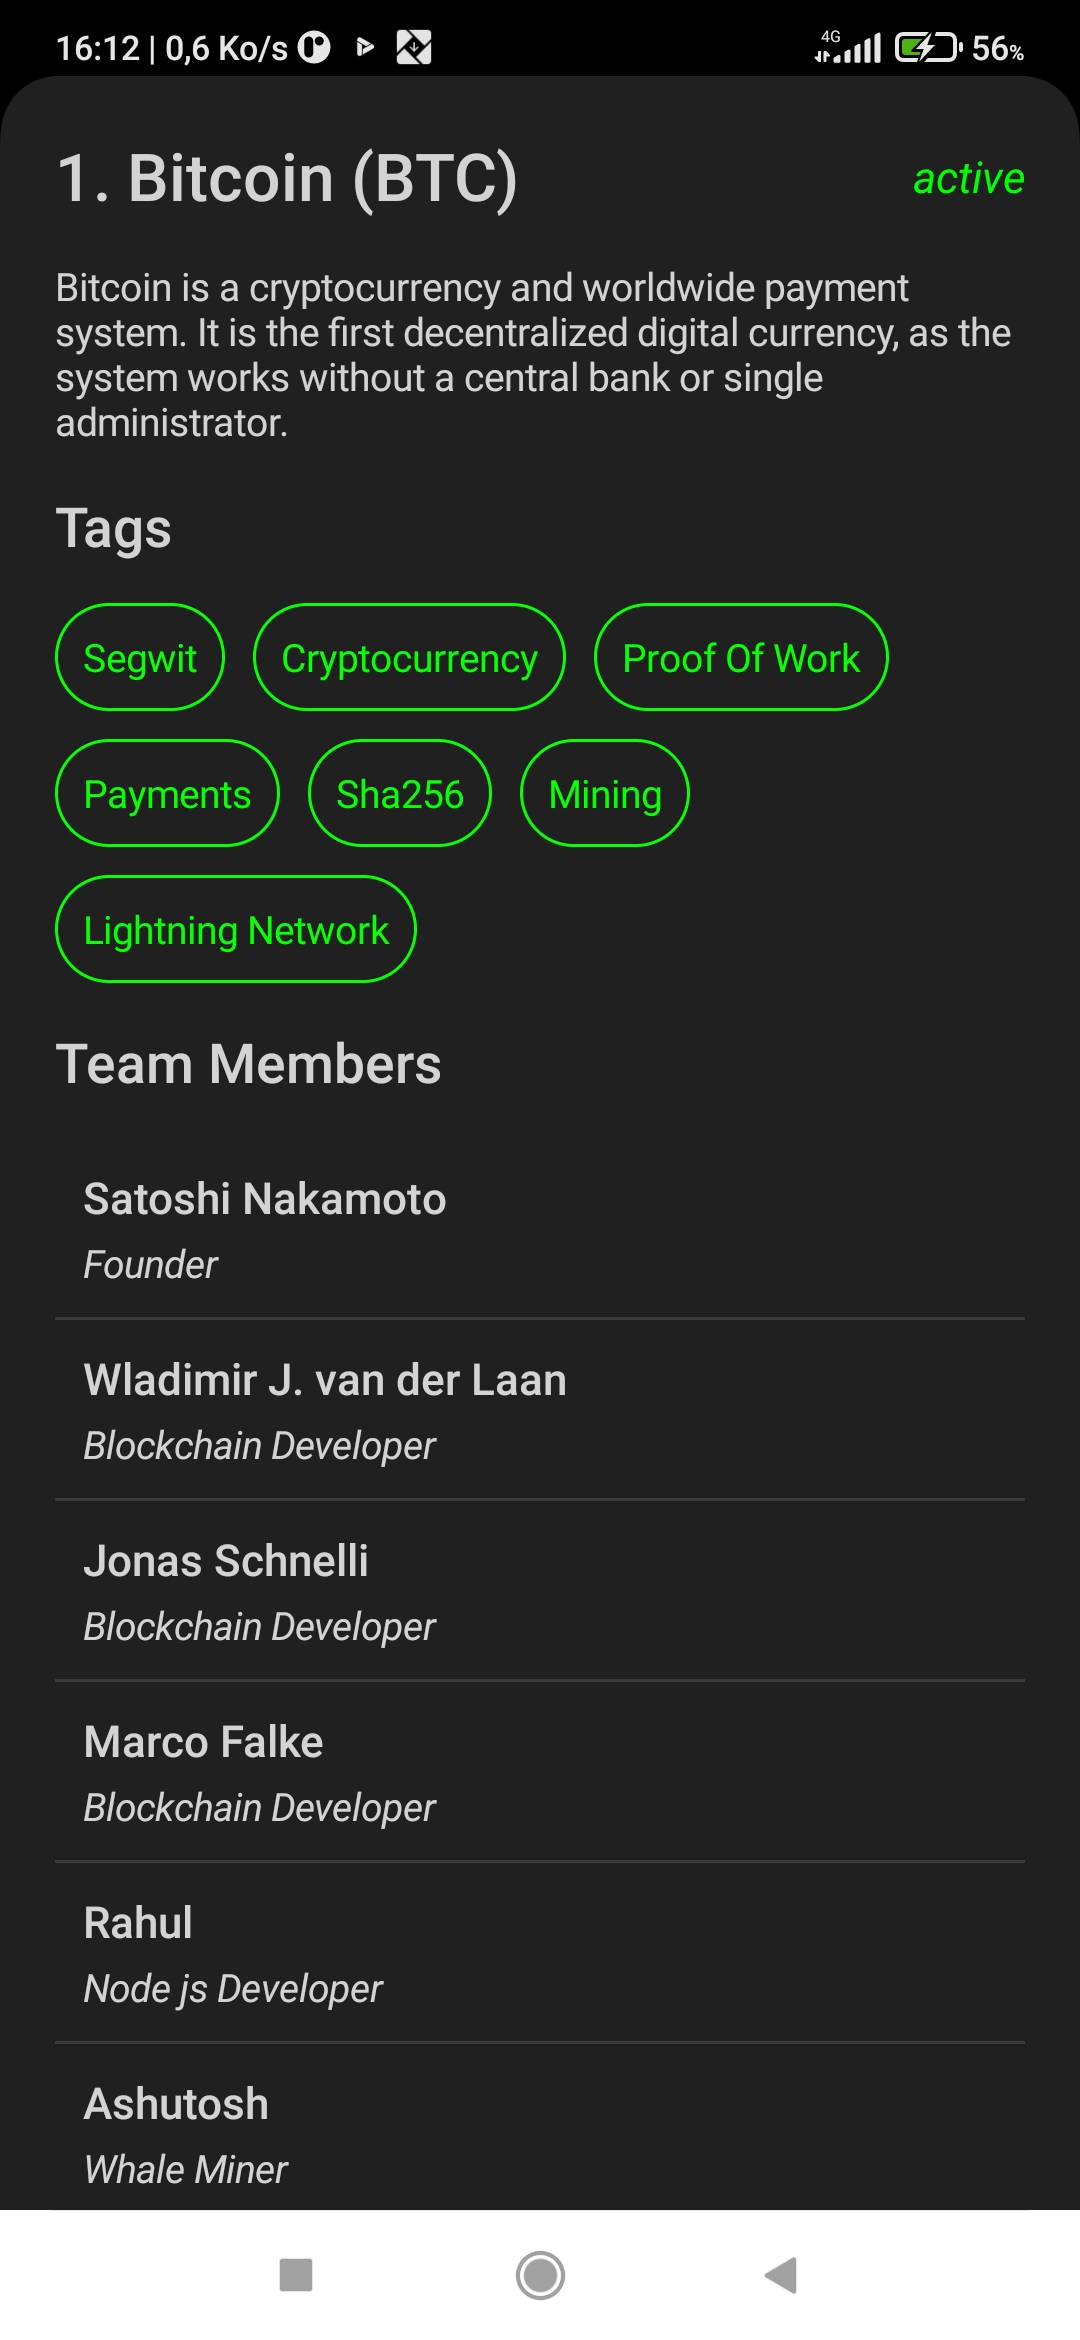 16:12 | 0,6 Ko/s 4G 56%
1. Bitcoin (BTC) active
Bitcoin is a cryptocurrency and worldwide payment
system. It is the first decentralized digital currency, as the
system works without a central bank or single
administrator.
Tags
Segwit Cryptocurrency Proof Of Work
Payments Sha256 Mining
Lightning Network
Team Members
Satoshi Nakamoto
Founder
Wladimir J. van der Laan
Blockchain Developer
Jonas Schnelli
Blockchain Developer
Marco Falke
Blockchain Developer
Rahul
Node js Developer
Ashutosh
Whale Miner